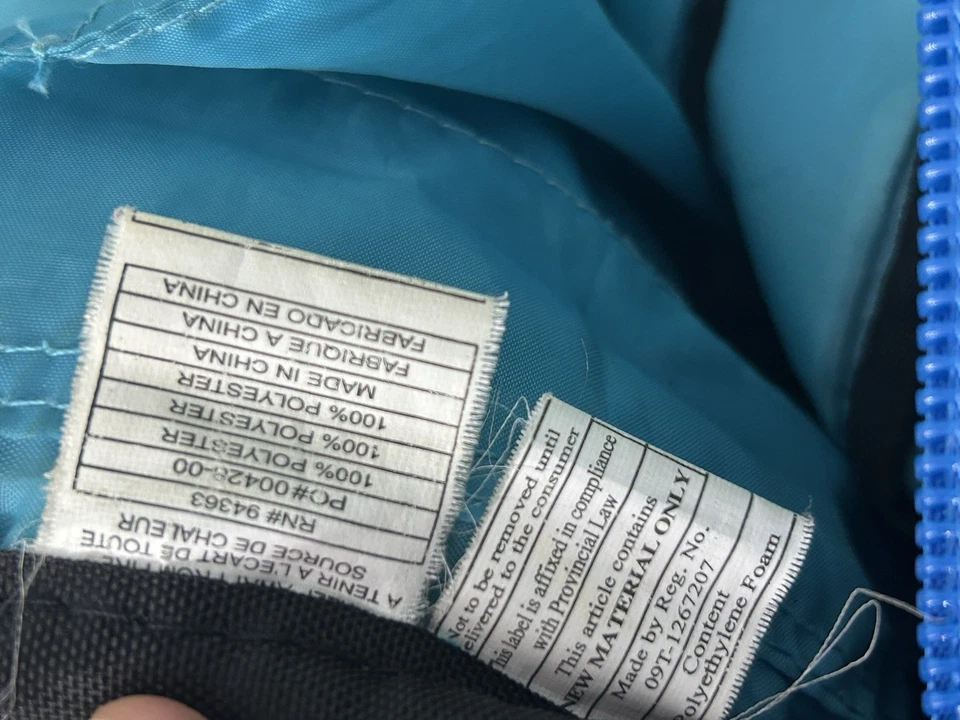 A TENIR A L'ECART DE TOUTE
SOURCE DE CHALEUR
RN# 94363
PO# 00428-00
100% POLYESTER
100% POLYESTER
100% POLYESTER
MADE IN CHINA
FABRIQUE A CHINA
FABRICADO EN CHINA
Not to be removed until
delivered to the consumer
This label is affixed in compliance
with Provincial Law
This article contains
NEW MATERIAL ONLY
Made by Reg. No.
09T-1267207
Content
Polyethylene Foam